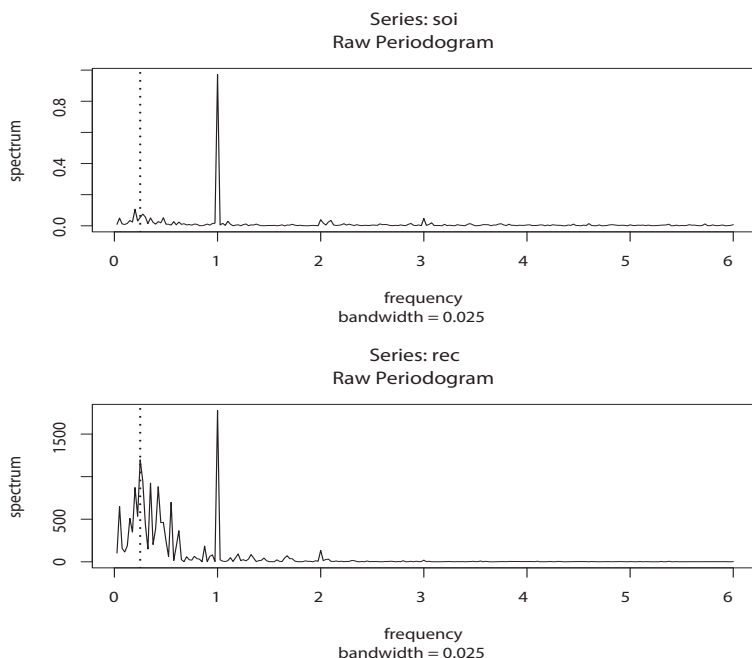 Series: soi
Raw Periodogram
spectrum
0.0 0.4 0.8
0 1 2 3 4 5 6
frequency
bandwidth = 0.025
Series: rec
Raw Periodogram
spectrum
0 500 1500
0 1 2 3 4 5 6
frequency
bandwidth = 0.025